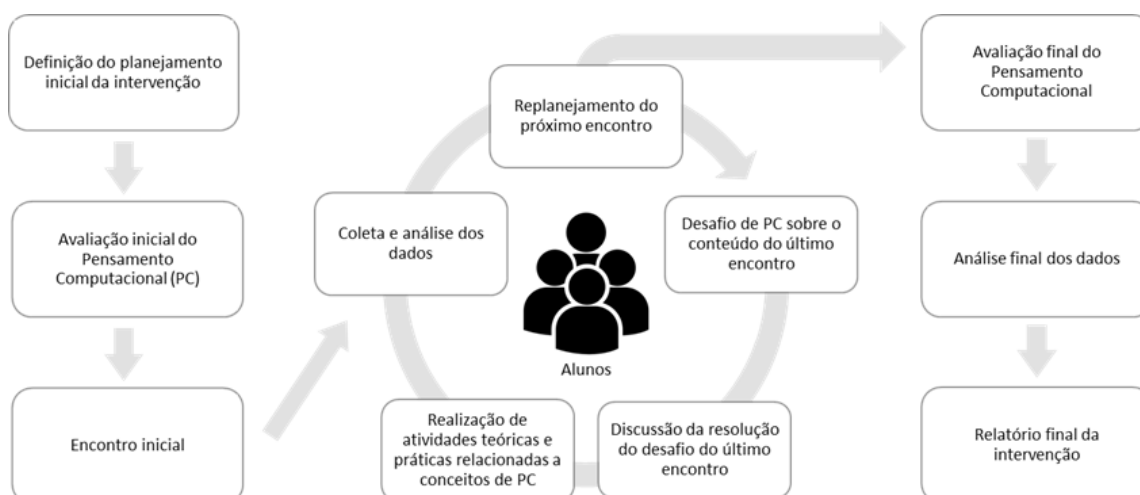 Definição do planejamento
inicial da intervenção
Avaliação inicial do
Pensamento
Computacional (PC)
Encontro inicial
Coleta e análise dos
dados
Replanejamento do
próximo encontro
Desafio de PC sobre o
conteúdo do último
encontro
Discussão da resolução
do desafio do último
encontro
Realização de
atividades teóricas e
práticas relacionadas a
conceitos de PC
Alunos
Avaliação final do
Pensamento
Computacional
Análise final dos dados
Relatório final da
intervenção